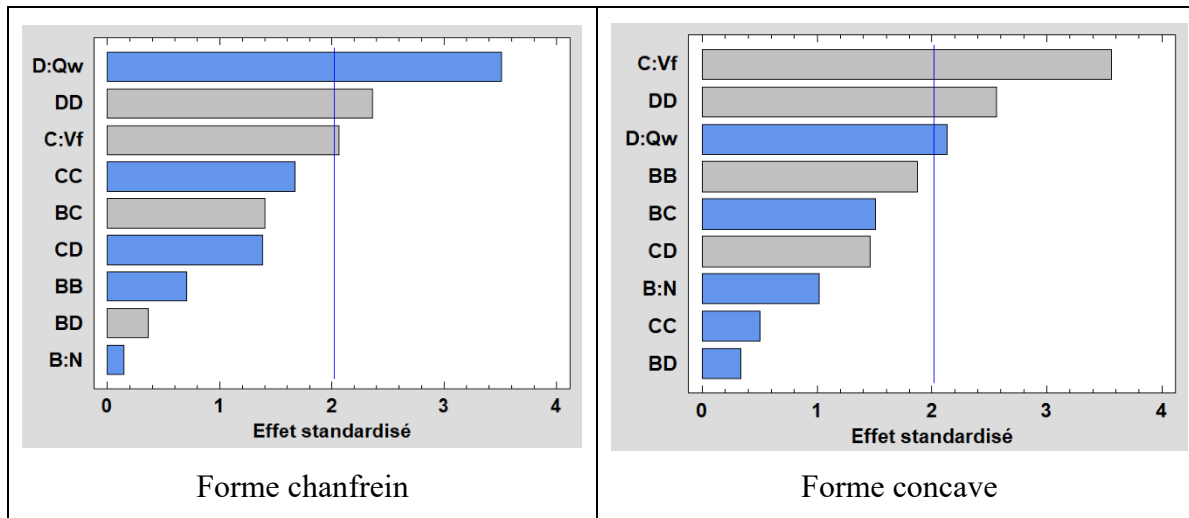 D:Qw
DD
C:Vf
CC
BC
CD
BB
BD
B:N
0 1 2 3 4
Effet standardisé
Forme chanfrein
C:Vf
DD
D:Qw
BB
BC
CD
B:N
CC
BD
0 1 2 3 4
Effet standardisé
Forme concave